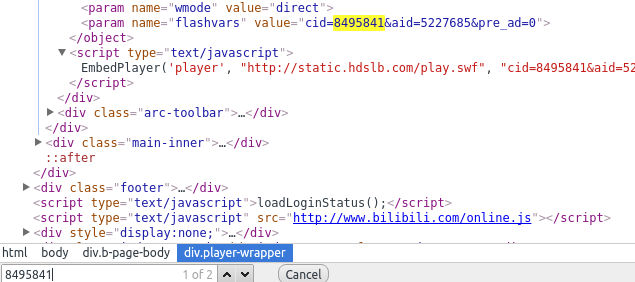 <param name="wmode" value="direct">
<param name="flashvars" value="cid=8495841&aid=5227685&pre_ad=0">
</object>
<script type="text/javascript">
EmbedPlayer('player', "http://static.hdslb.com/play.swf", "cid=8495841&aid=52
</script>
</div>
<div class="arc-toolbar">…</div>
</div>
<div class="main-inner">…</div>
::after
</div>
<div class="footer">…</div>
<script type="text/javascript">loadLoginStatus();</script>
<script type="text/javascript" src="http://www.bilibili.com/online.js"></script>
<div style="display:none;">…</div>
html body div.b-page-body div.player-wrapper
8495841 1 of 2 Cancel